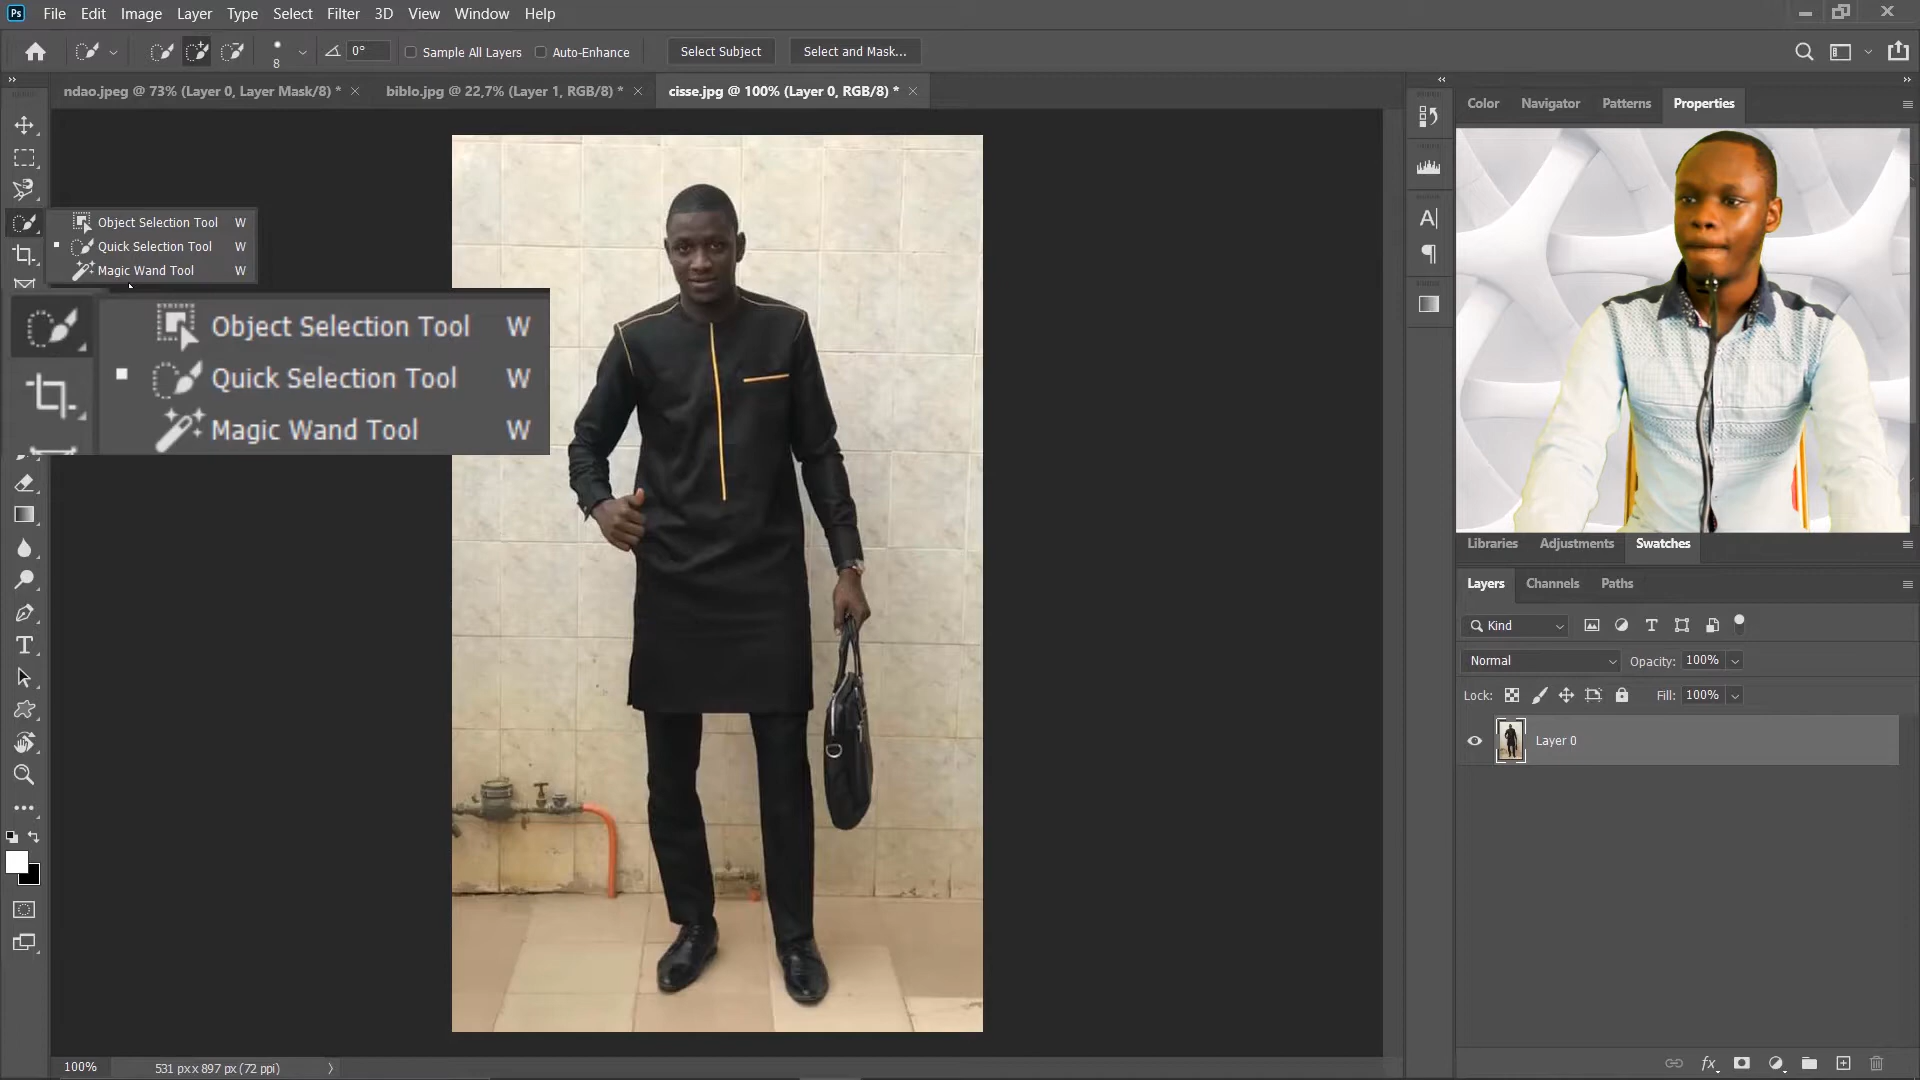 Ps File Edit Image Layer Type Select Filter 3D View Window Help
8 0° Sample All Layers Auto-Enhance Select Subject Select and Mask...
ndao.jpeg @ 73% (Layer 0, Layer Mask/8) * biblo.jpg @ 22,7% (Layer 1, RGB/8) * cisse.jpg @ 100% (Layer 0, RGB/8) *
Color Navigator Patterns Properties
Object Selection Tool W
Quick Selection Tool W
Magic Wand Tool W
Object Selection Tool W
Quick Selection Tool W
Magic Wand Tool W
Libraries Adjustments Swatches
Layers Channels Paths
Kind
Normal Opacity: 100%
Lock: Fill: 100%
Layer 0
100% 531 px x 897 px (72 ppi)